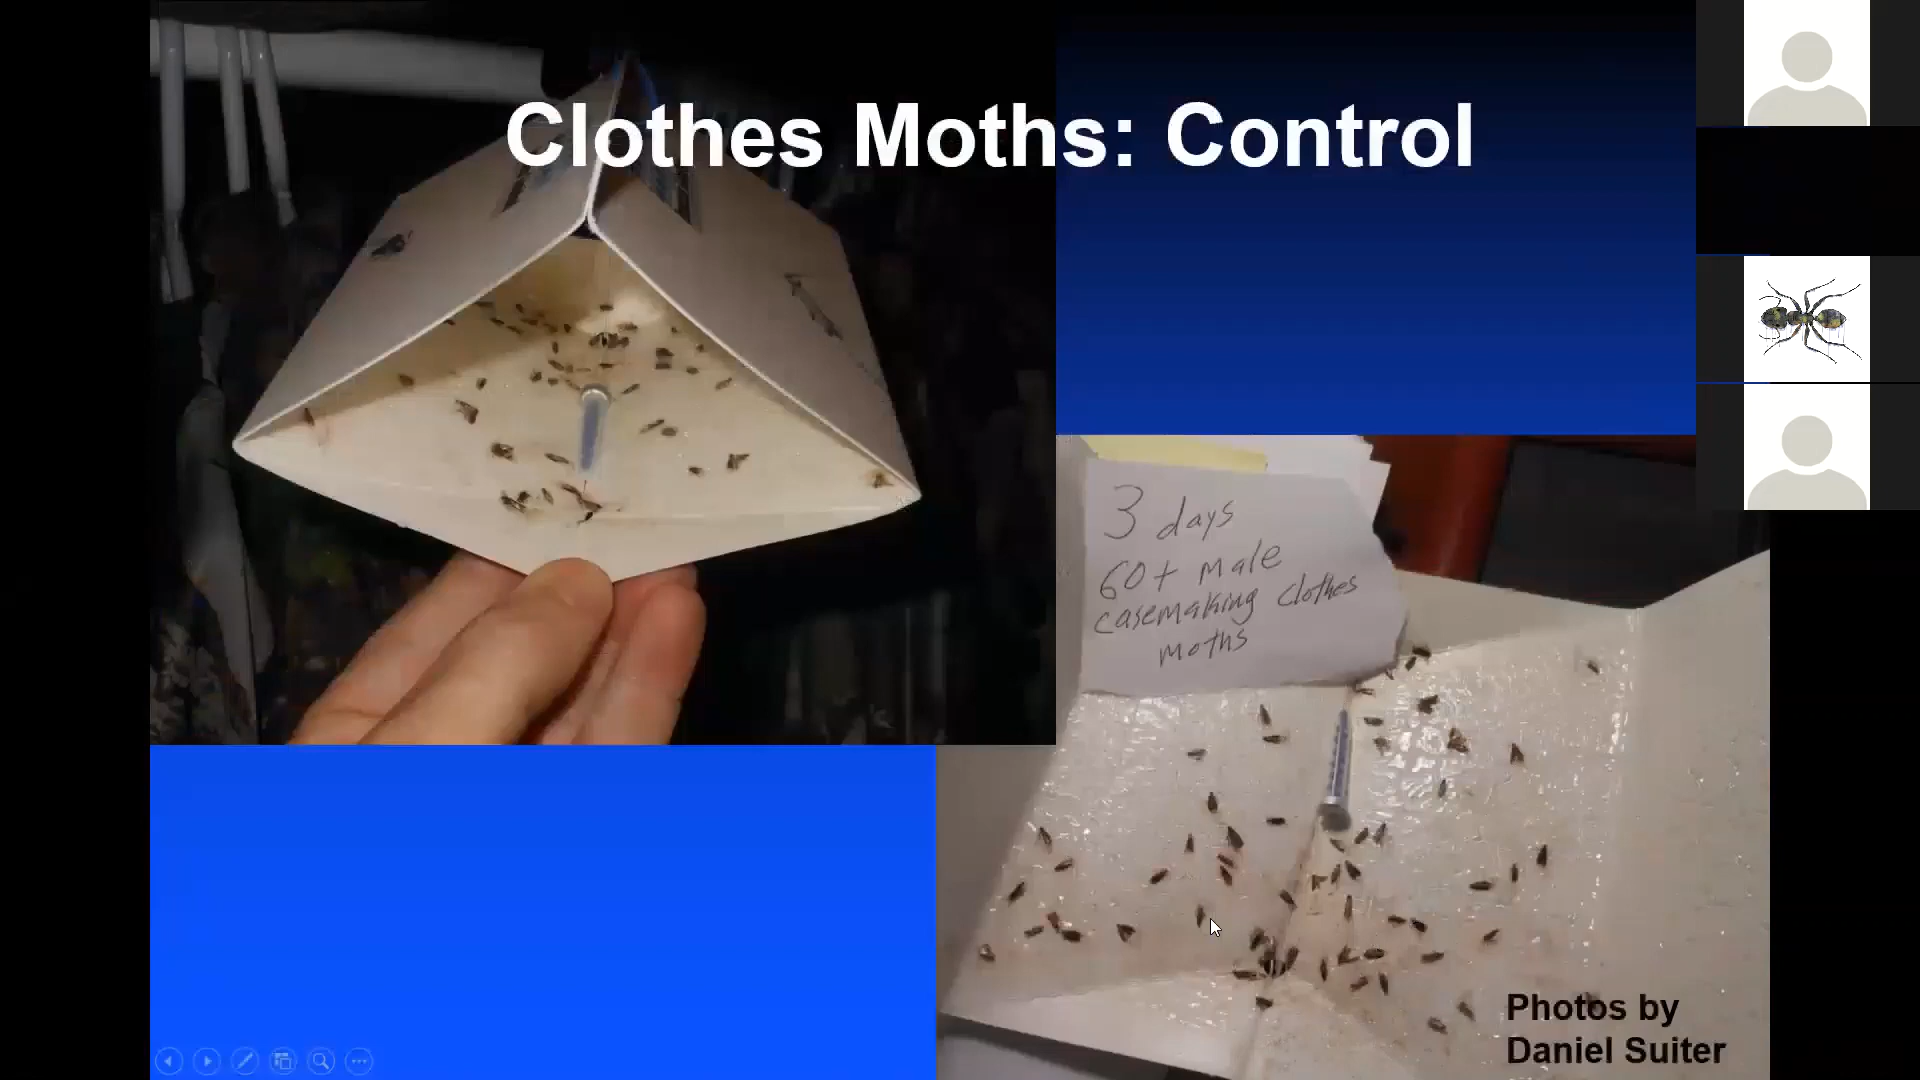 Clothes Moths: Control
3 days
60+ male
casemaking clothes
moths
Photos by
Daniel Suiter